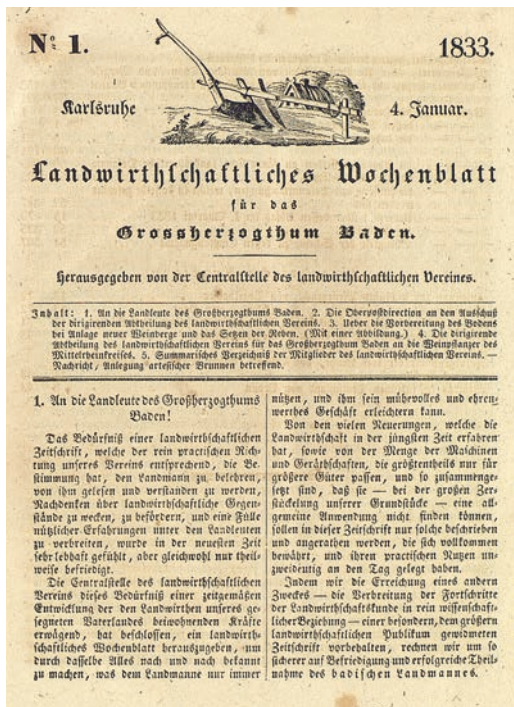 Nº 1.
1833.
Karlsruhe
4. Januar.
Landwirthschaftliches Wochenblatt
für das
Grossherzogthum Baden.
Herausgegeben von der Centralstelle des landwirthschaftlichen Vereines.
Inhalt: 1. An die Landleute des Großherzogthums Baden. 2. Die Oberpostdirection an den Ausschuß
der dirigirenden Abtheilung des landwirthschaftlichen Vereins. 3. Ueber die Vorbereitung des Bodens
bei Anlage neuer Weinberge und das Setzen der Reben. (Mit einer Abbildung.) 4. Die dirigirende
Abtheilung des landwirthschaftlichen Vereins für das Großherzogthum Baden an die Weinpflanzer des
Mittelrheinkreises. 5. Summarisches Verzeichniß der Mitglieder des landwirthschaftlichen Vereins. —
Nachricht, Anlegung artesischer Brunnen betreffend.
1. An die Landleute des Großherzogthums
Baden!
Das Bedürfniß einer landwirthschaftlichen
Zeitschrift, welche der rein practischen Rich-
tung unseres Vereins entsprechend, die Be-
stimmung hat, den Landmann zu belehren,
von ihm gelesen und verstanden zu werden,
Nachdenken über landwirthschaftliche Gegen-
stände zu wecken, zu befördern, und eine Fülle
nützlicher Erfahrungen unter den Landleuten
zu verbreiten, wurde in der neuesten Zeit
sehr lebhaft gefühlt, aber gleichwohl nur theil-
weise befriedigt.
Die Centralstelle des landwirthschaftlichen
Vereins dieses Bedürfniß einer zeitgemäßen
Entwicklung der den Landwirthen unseres ge-
segneten Vaterlandes beiwohnenden Kräfte
erwägend, hat beschlossen, ein landwirth-
schaftliches Wochenblatt herauszugeben, um
durch dasselbe Alles nach und nach bekannt
zu machen, was dem Landmanne nur immer
nützen, und ihm sein mühevolles und ehren-
werthes Geschäft erleichtern kann.
Von den vielen Neuerungen, welche die
Landwirthschaft in der jüngsten Zeit erfahren
hat, sowie von der Menge der Maschinen
und Geräthschaften, die größtentheils nur für
größere Güter passen, und so zusammenge-
setzt sind, daß sie — bei der großen Zer-
stückelung unserer Grundstücke — eine all-
gemeine Anwendung nicht finden können,
sollen in dieser Zeitschrift nur solche beschrieben
und angerathen werden, die sich vollkommen
bewährt, und ihren practischen Nutzen un-
zweideutig an den Tag gelegt haben.
Indem wir die Erreichung eines andern
Zweckes — die Verbreitung der Fortschritte
der Landwirthschaftskunde in rein wissenschaft-
licher Beziehung — einer besondern, dem größern
landwirthschaftlichen Publikum gewidmeten
Zeitschrift vorbehalten, rechnen wir um so
sicherer auf Befriedigung und erfolgreiche Theil-
nahme des badischen Landmannes.